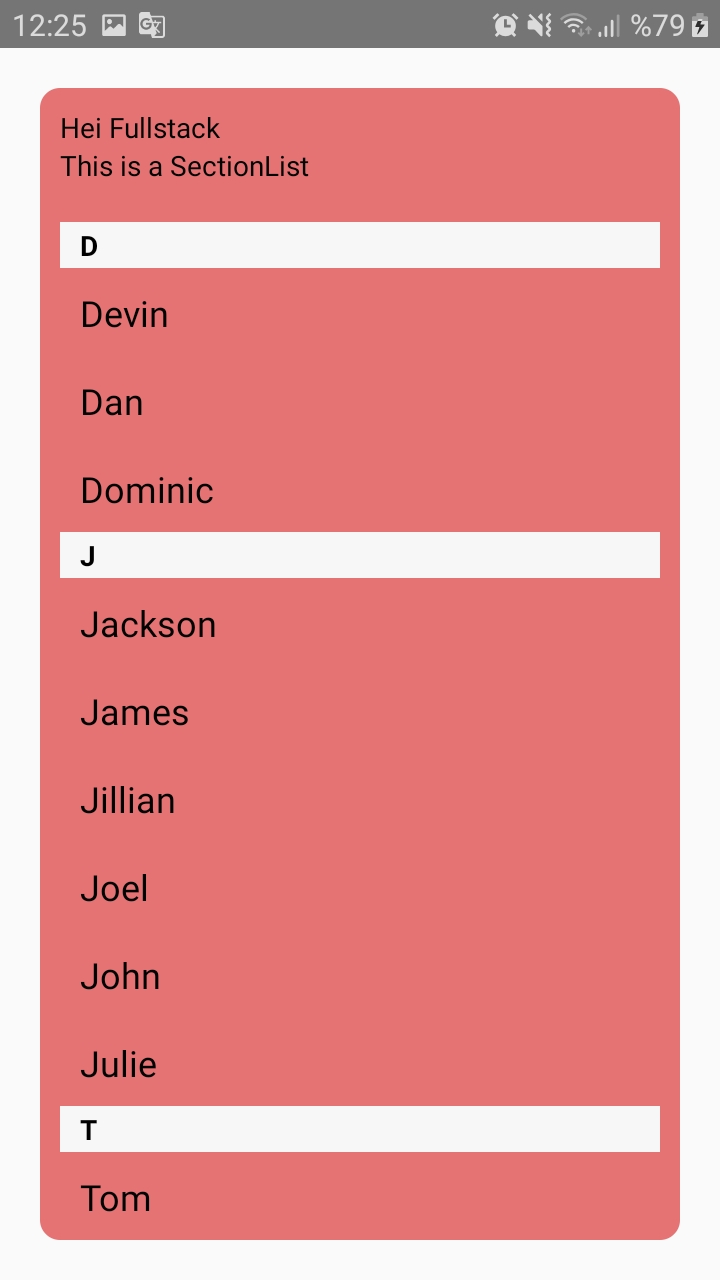 12:25 %79
Hei Fullstack
This is a SectionList
D
Devin
Dan
Dominic
J
Jackson
James
Jillian
Joel
John
Julie
T
Tom